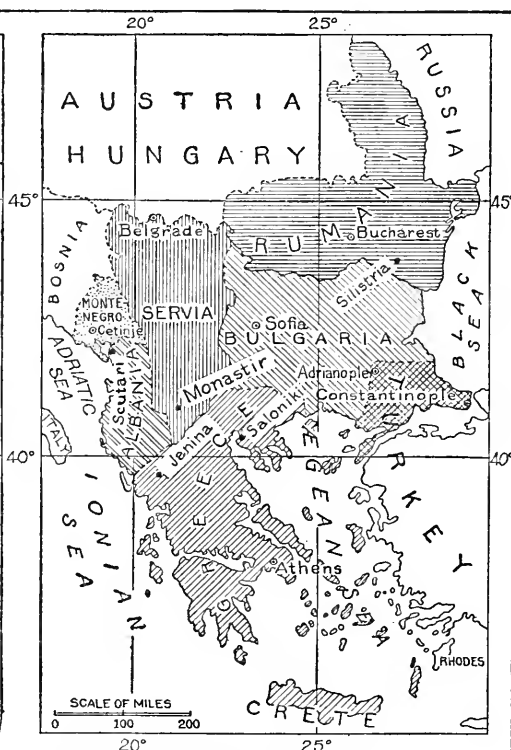 20° 25°
AUSTRIA
HUNGARY
RUSSIA
45° 45°
BOSNIA
Belgrade
RUMANIA
Bucharest
Silistria
BLACK
SEA
MONTE-
NEGRO
Cetinje
SERVIA
Sofia
BULGARIA
ADRIATIC
SEA
Scutari
ALBANIA
Monastir
Adrianople
Constantinople
TURKEY
ITALY
Jenina
Saloniki
GREECE
40° 40°
IONIAN
SEA
ÆGEAN SEA
Athens
RHODES
SCALE OF MILES
0 100 200
CRETE
20° 25°